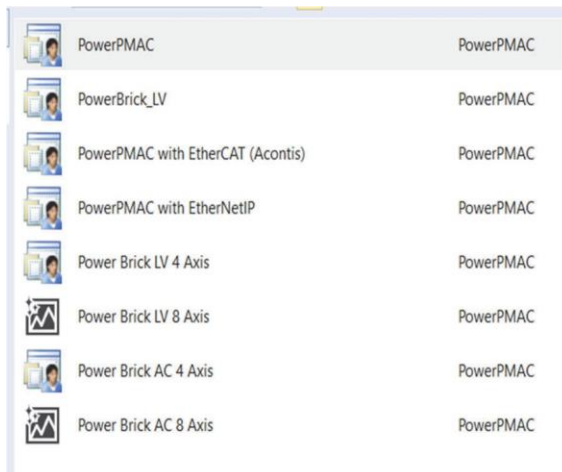 PowerPMAC PowerPMAC
PowerBrick_LV PowerPMAC
PowerPMAC with EtherCAT (Acontis) PowerPMAC
PowerPMAC with EtherNetIP PowerPMAC
Power Brick LV 4 Axis PowerPMAC
Power Brick LV 8 Axis PowerPMAC
Power Brick AC 4 Axis PowerPMAC
Power Brick AC 8 Axis PowerPMAC